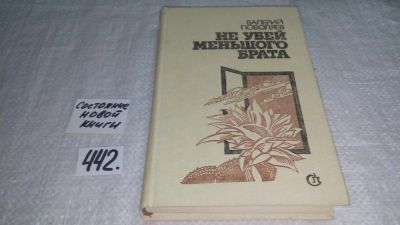 ВАЛЕРИЙ
ПОВОЛЯЕВ
НЕ УБЕЙ
МЕНЬШОГО
БРАТА
Состояние
новой
книги
442.